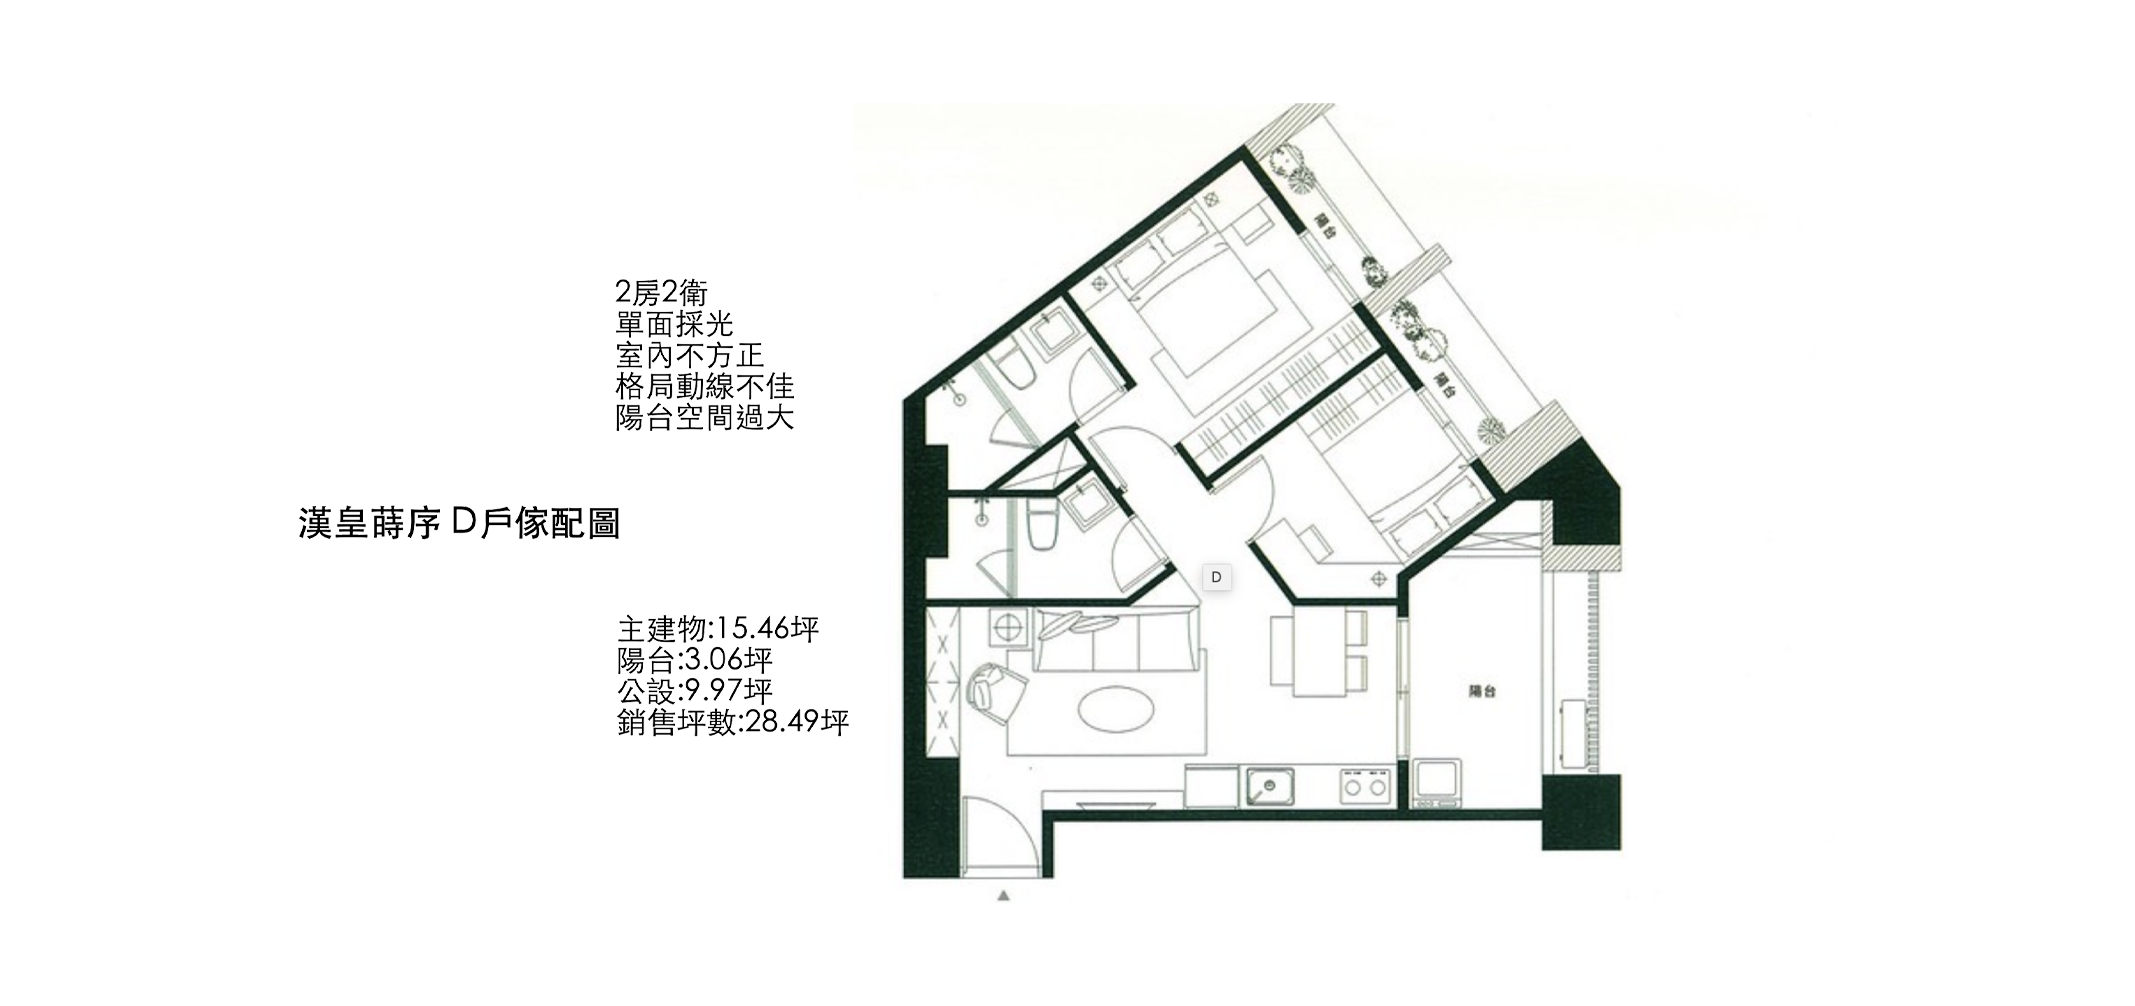 2房2衛
單面採光
室內不方正
格局動線不佳
陽台空間過大
漢皇蒔序 D戶傢配圖
主建物:15.46坪
陽台:3.06坪
公設:9.97坪
銷售坪數:28.49坪
陽台
陽台
D
陽台